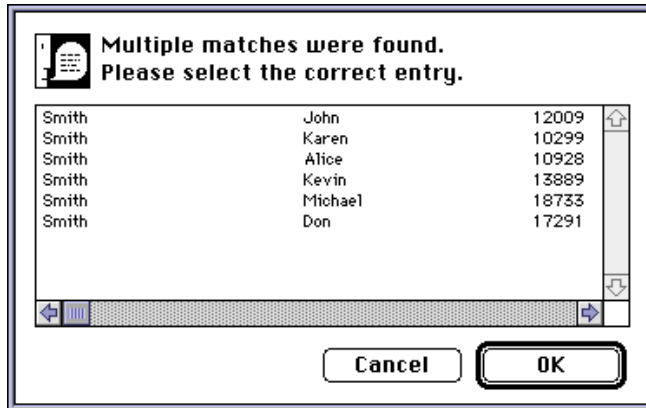 Multiple matches were found.
Please select the correct entry.
Smith John 12009
Smith Karen 10299
Smith Alice 10928
Smith Kevin 13889
Smith Michael 18733
Smith Don 17291
Cancel OK